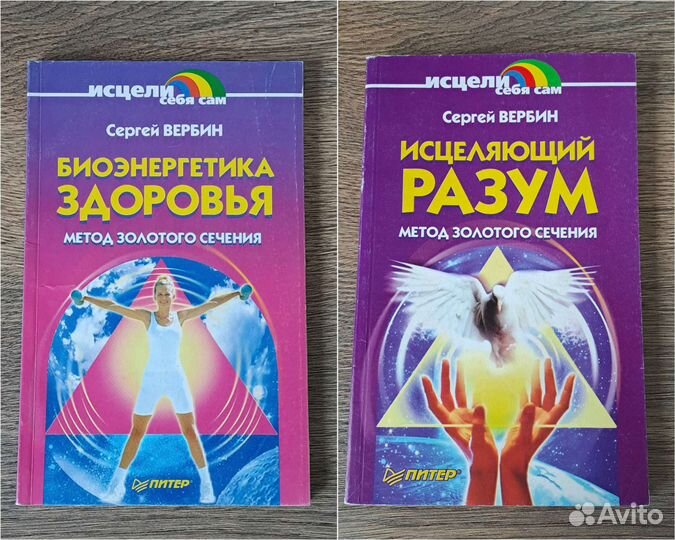 исцели
себя сам
Сергей ВЕРБИН
БИОЭНЕРГЕТИКА
ЗДОРОВЬЯ
МЕТОД ЗОЛОТОГО СЕЧЕНИЯ
ПИТЕР®
исцели
себя сам
Сергей ВЕРБИН
ИСЦЕЛЯЮЩИЙ
РАЗУМ
МЕТОД ЗОЛОТОГО СЕЧЕНИЯ
ПИТЕР®
Avito